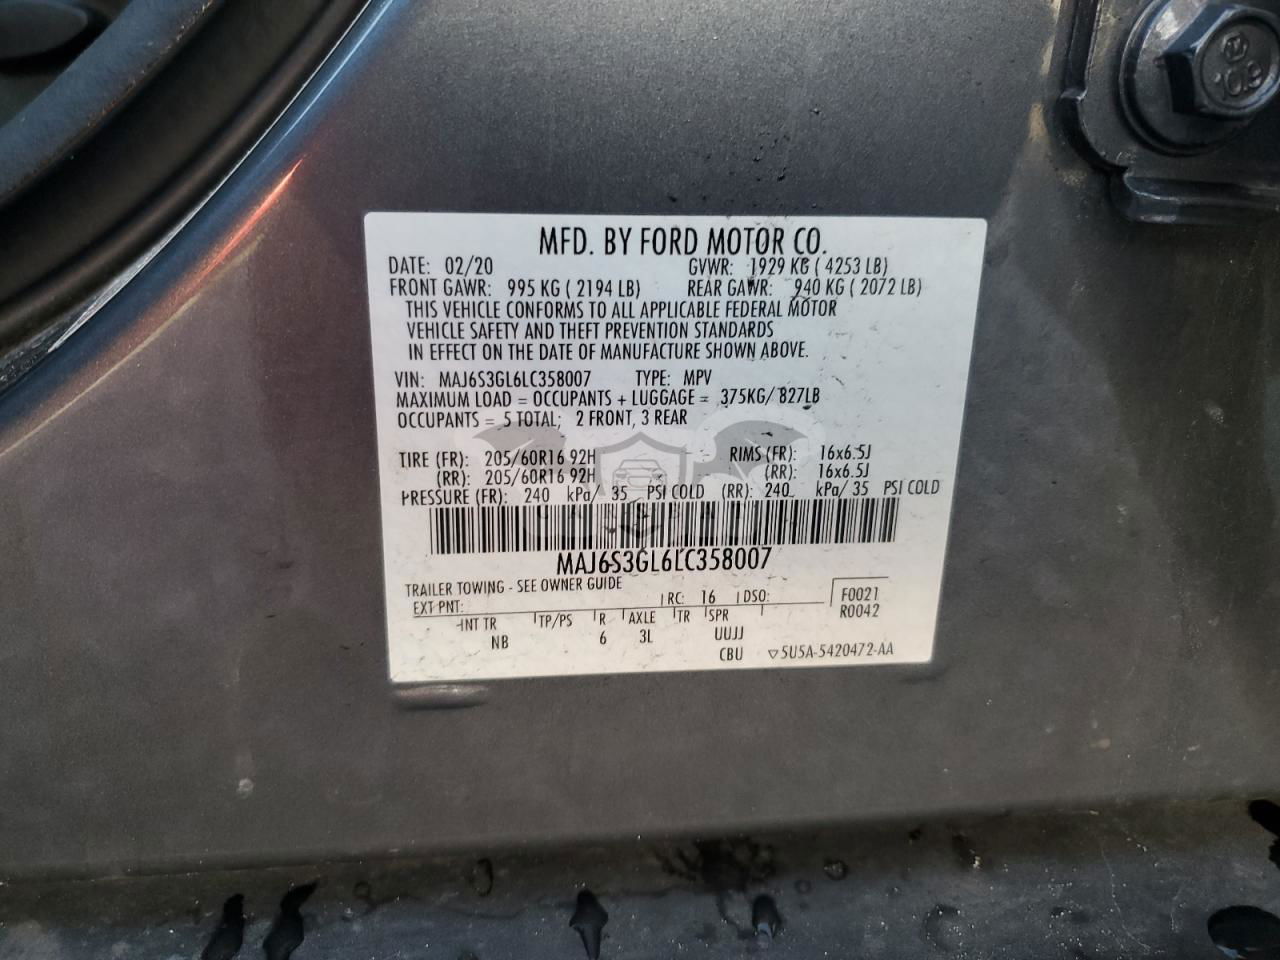 10.9
MFD. BY FORD MOTOR CO.
DATE: 02/20 GVWR: 1929 KG ( 4253 LB)
FRONT GAWR: 995 KG ( 2194 LB) REAR GAWR: 940 KG ( 2072 LB)
THIS VEHICLE CONFORMS TO ALL APPLICABLE FEDERAL MOTOR
VEHICLE SAFETY AND THEFT PREVENTION STANDARDS
IN EFFECT ON THE DATE OF MANUFACTURE SHOWN ABOVE.
VIN: MAJ6S3GL6LC358007 TYPE: MPV
MAXIMUM LOAD = OCCUPANTS + LUGGAGE = 375KG/ 827LB
OCCUPANTS = 5 TOTAL; 2 FRONT, 3 REAR
TIRE (FR): 205/60R16 92H RIMS (FR): 16x6.5J
(RR): 205/60R16 92H (RR): 16x6.5J
PRESSURE (FR): 240 kPa/ 35 PSI COLD (RR): 240 kPa/ 35 PSI COLD
MAJ6S3GL6LC358007
TRAILER TOWING - SEE OWNER GUIDE
EXT PNT: RC: 16 DSO: F0021
R0042
INT TR TP/PS R AXLE TR SPR
NB 6 3L UUJJ
CBU ▽5U5A-5420472-AA